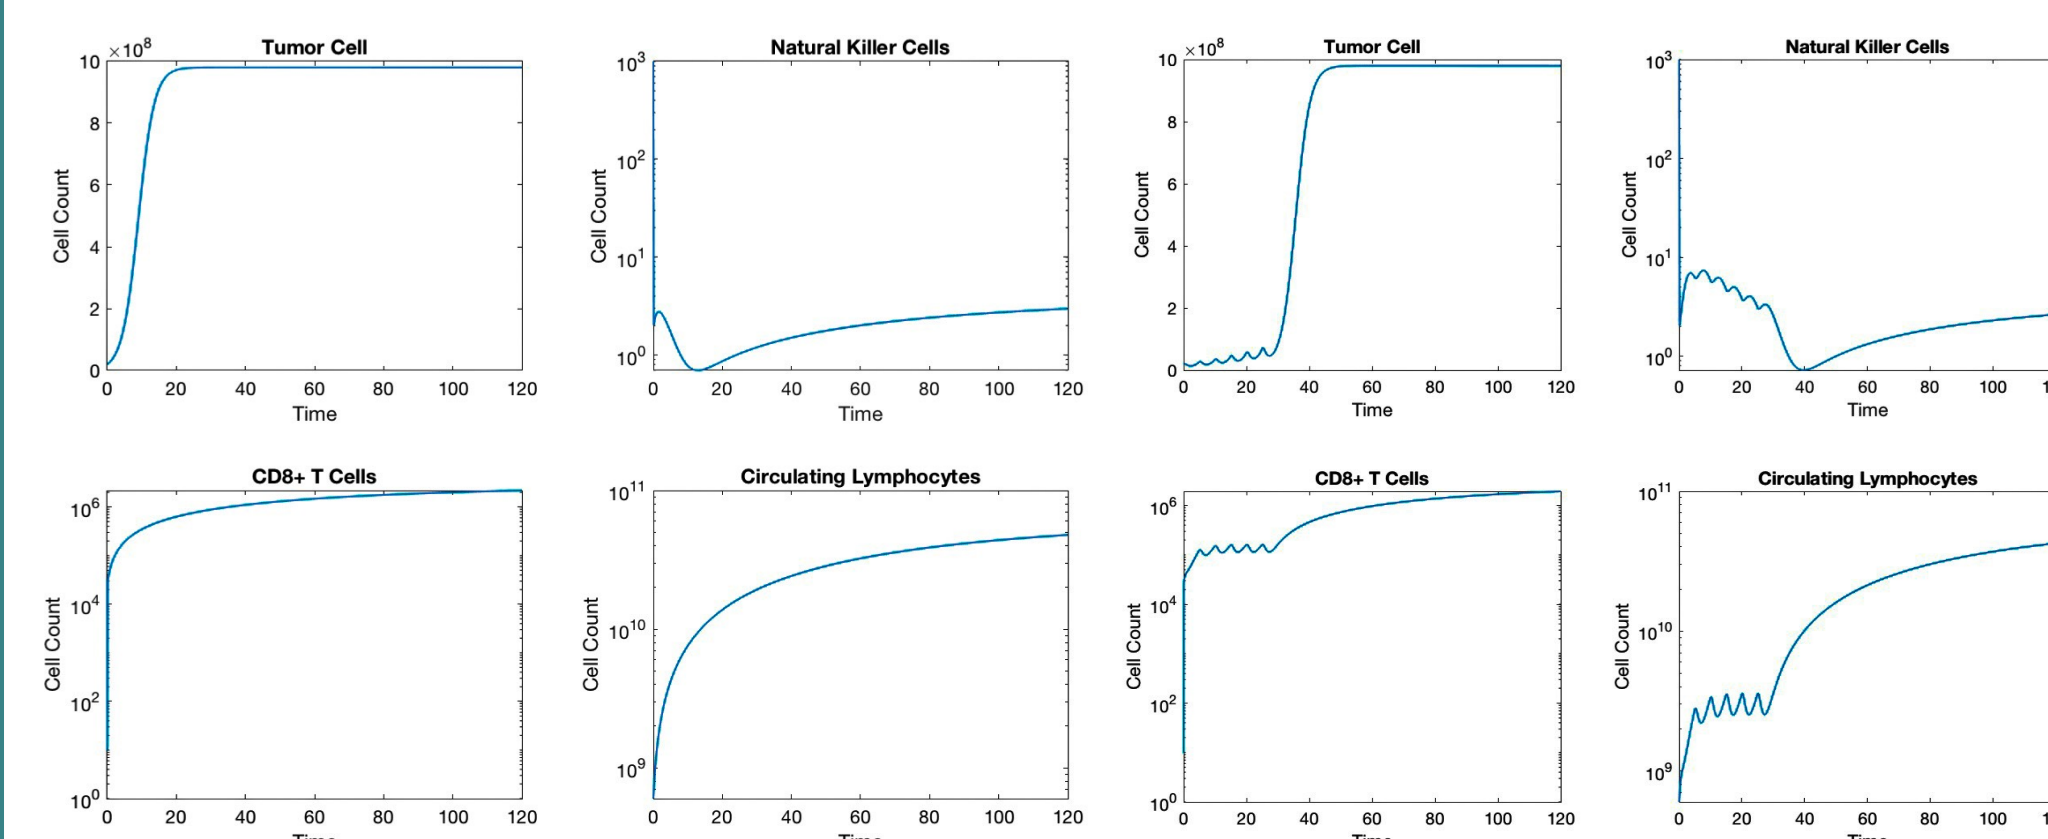 Tumor Cell
×10⁸
10
8
6
4
2
0
0 20 40 60 80 100 120
Cell Count
Time
Natural Killer Cells
10³
10²
10¹
10⁰
0 20 40 60 80 100 120
Cell Count
Time
Tumor Cell
×10⁸
10
8
6
4
2
0
0 20 40 60 80 100 120
Cell Count
Time
Natural Killer Cells
10³
10²
10¹
10⁰
0 20 40 60 80 100
Cell Count
Time
CD8+ T Cells
10⁶
10⁴
10²
10⁰
0 20 40 60 80 100 120
Cell Count
Time
Circulating Lymphocytes
10¹¹
10¹⁰
10⁹
0 20 40 60 80 100 120
Cell Count
Time
CD8+ T Cells
10⁶
10⁴
10²
10⁰
0 20 40 60 80 100 120
Cell Count
Time
Circulating Lymphocytes
10¹¹
10¹⁰
10⁹
0 20 40 60 80 100
Cell Count
Time